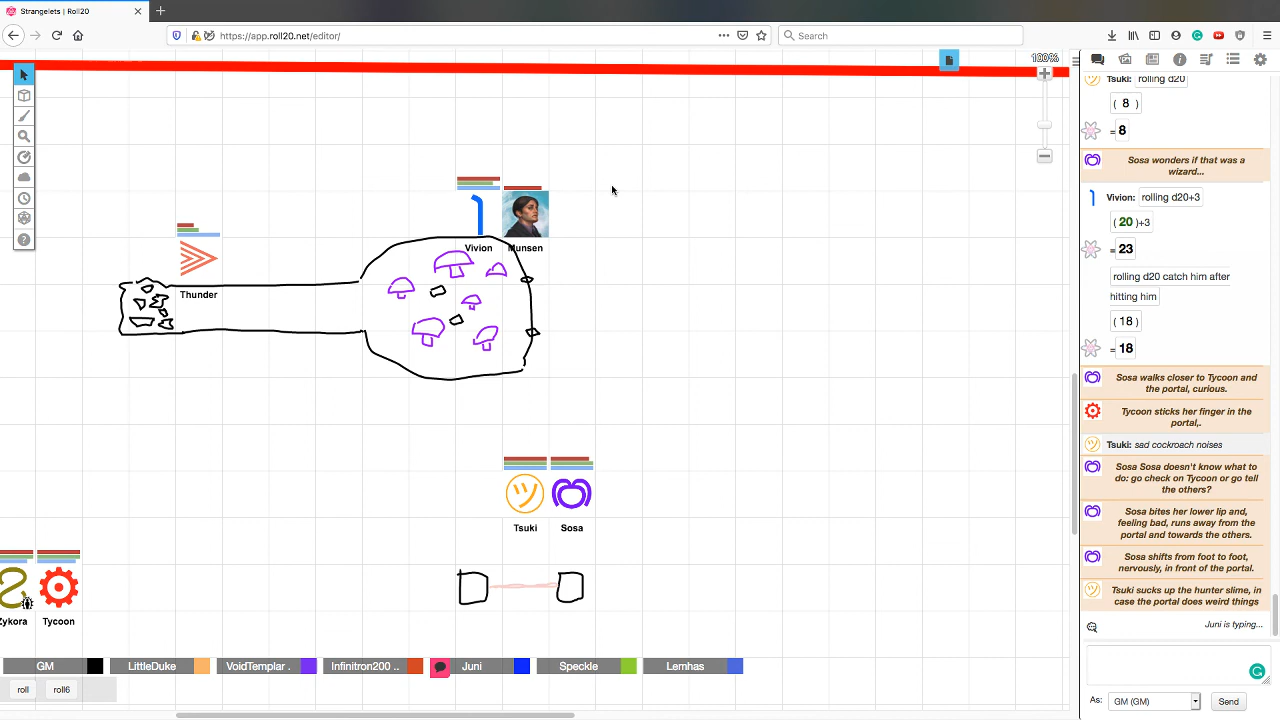 Strangelets | Roll20
https://app.roll20.net/editor/
Search
100%
Vivion
Munsen
Thunder
ツ
Tsuki
Sosa
Zykora
Tycoon
GM
LittleDuke
VoidTemplar .
Infinitron200 ..
Juni
Speckle
Lemhas
roll
roll6
Tsuki: rolling d20
( 8 )
= 8
Sosa wonders if that was a
wizard...
Vivion: rolling d20+3
( 20 )+3
= 23
rolling d20 catch him after
hitting him
( 18 )
= 18
Sosa walks closer to Tycoon and
the portal, curious.
Tycoon sticks her finger in the
portal,.
Tsuki: sad cockroach noises
Sosa Sosa doesn't know what to
do: go check on Tycoon or go tell
the others?
Sosa bites her lower lip and,
feeling bad, runs away from the
portal and towards the others.
Sosa shifts from foot to foot,
nervously, in front of the portal.
Tsuki sucks up the hunter slime, in
case the portal does weird things
Juni is typing...
As:
GM (GM)
Send